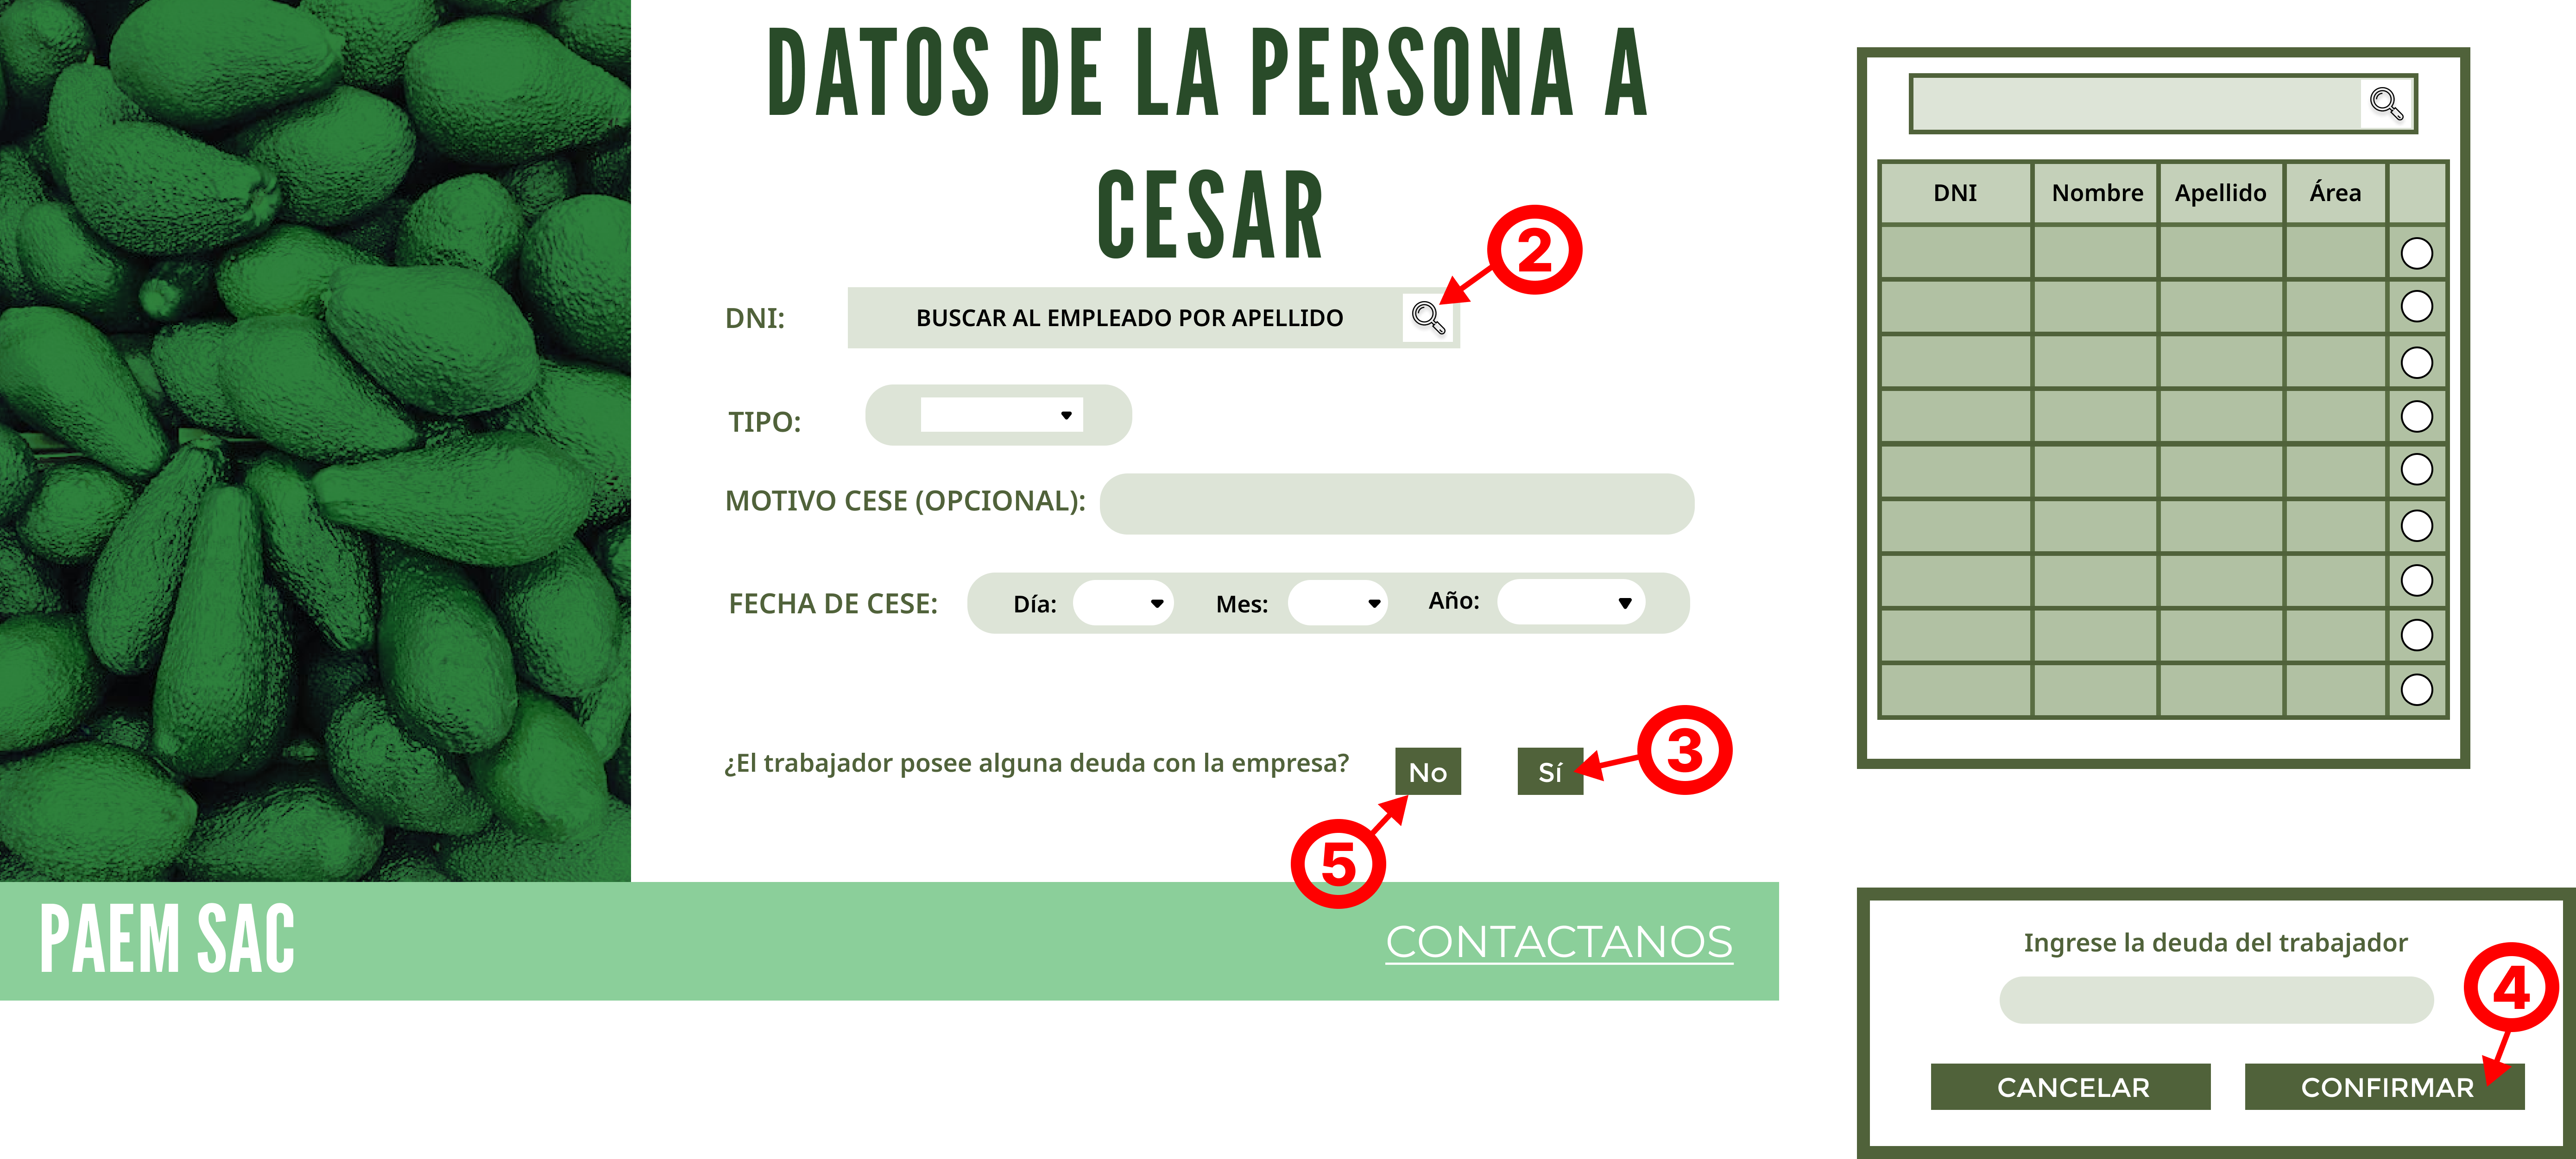 DATOS DE LA PERSONA A
CESAR
2
DNI:
BUSCAR AL EMPLEADO POR APELLIDO
TIPO:
MOTIVO CESE (OPCIONAL):
FECHA DE CESE:
Día:
Mes:
Año:
¿El trabajador posee alguna deuda con la empresa?
No
Sí
3
5
PAEM SAC
CONTACTANOS
DNI
Nombre
Apellido
Área
Ingrese la deuda del trabajador
4
CANCELAR
CONFIRMAR